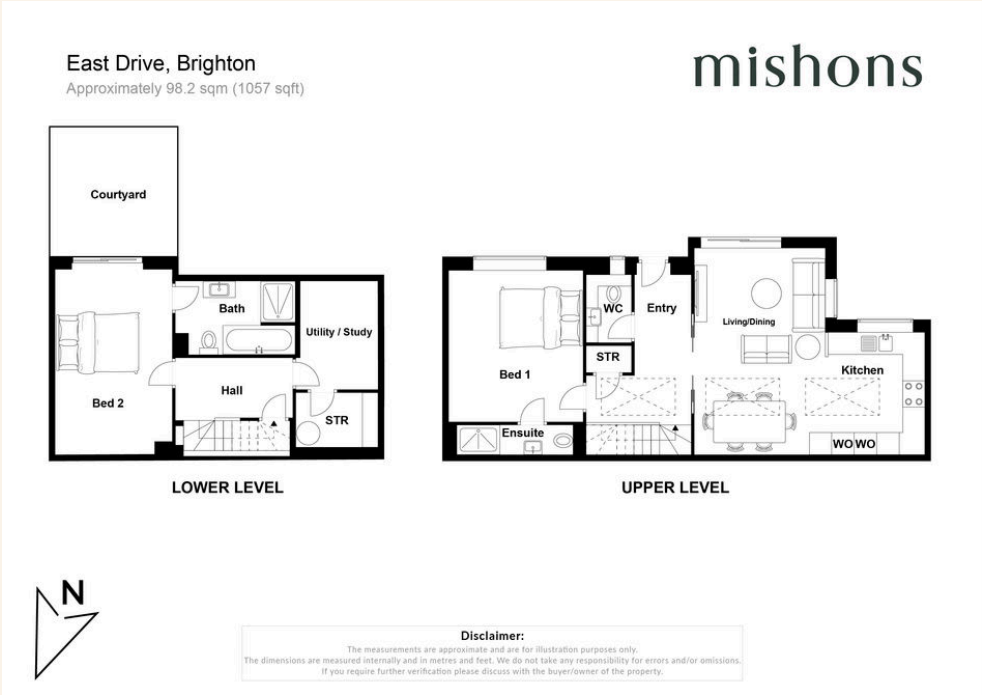 East Drive, Brighton
Approximately 98.2 sqm (1057 sqft)
mishons
Courtyard
Bath
Utility / Study
Hall
Bed 2
STR
LOWER LEVEL
WC
Entry
Living/Dining
STR
Bed 1
Kitchen
Ensuite
WO WO
UPPER LEVEL
N
Disclaimer:
The measurements are approximate and are for illustration purposes only.
The dimensions are measured internally and in metres and feet. We do not take any responsibility for errors and/or omissions.
If you require further verification please discuss with the buyer/owner of the property.